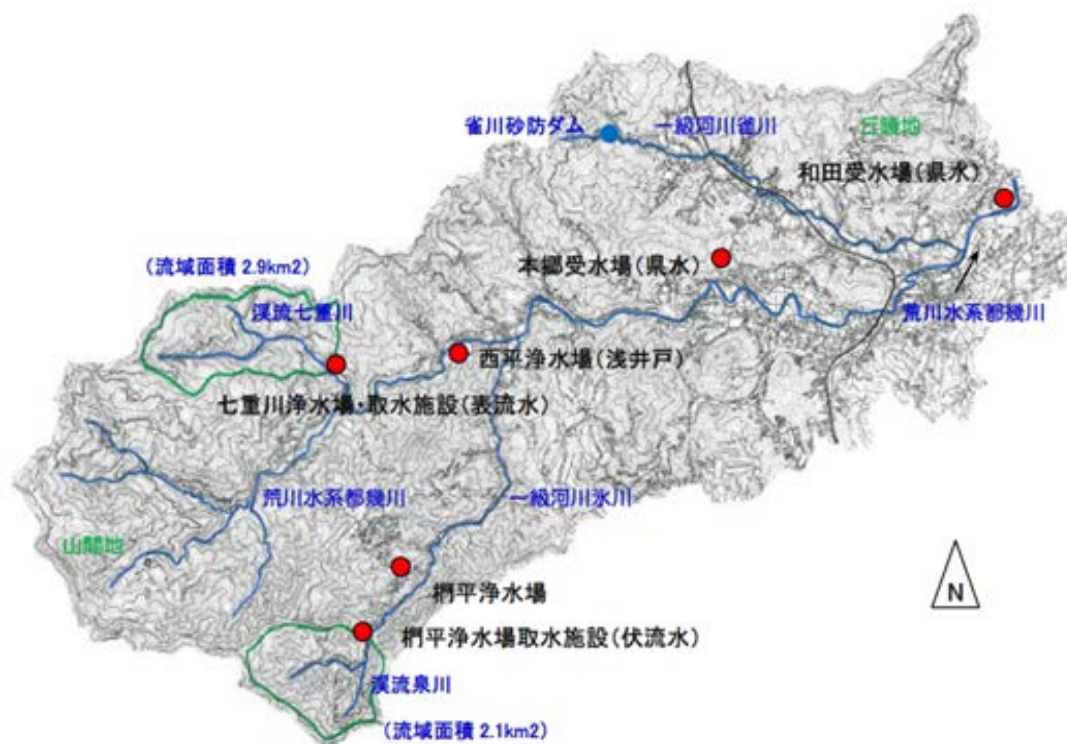 雀川砂防ダム
一級河川雀川
丘陵地
和田受水場(県水)
本郷受水場(県水)
(流域面積 2.9km2)
渓流七重川
荒川水系都幾川
西平浄水場(浅井戸)
七重川浄水場・取水施設(表流水)
荒川水系都幾川
一級河川氷川
山間地
椚平浄水場
N
椚平浄水場取水施設(伏流水)
渓流泉川
(流域面積 2.1km2)